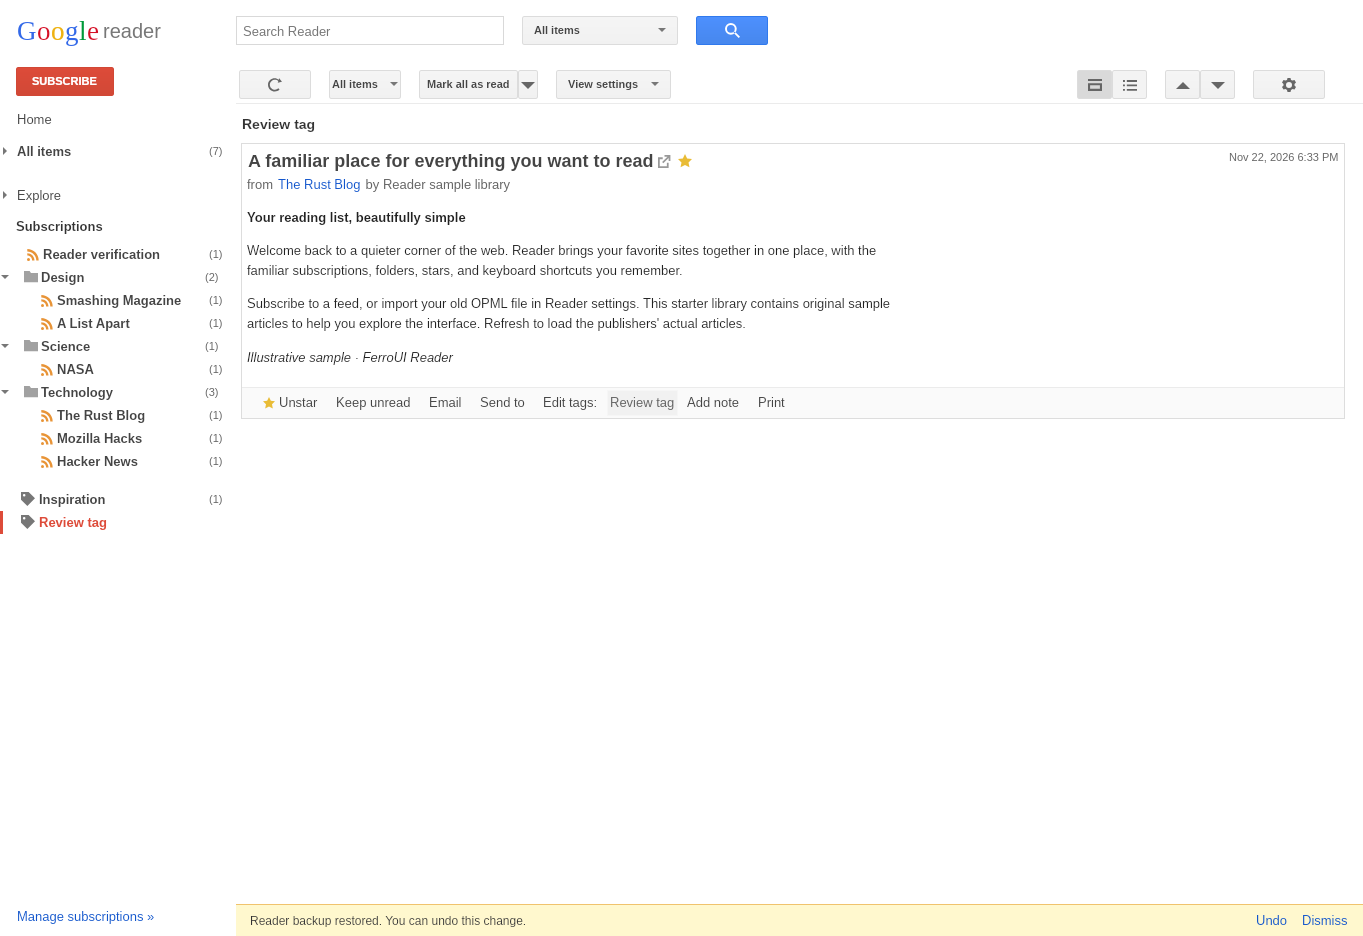 Google reader
Search Reader
All items
SUBSCRIBE
All items
Mark all as read
View settings
Home
All items (7)
Explore
Subscriptions
Reader verification (1)
Design (2)
Smashing Magazine (1)
A List Apart (1)
Science (1)
NASA (1)
Technology (3)
The Rust Blog (1)
Mozilla Hacks (1)
Hacker News (1)
Inspiration (1)
Review tag
Manage subscriptions »
Review tag
A familiar place for everything you want to read
Nov 22, 2026 6:33 PM
from The Rust Blog by Reader sample library
Your reading list, beautifully simple
Welcome back to a quieter corner of the web. Reader brings your favorite sites together in one place, with the
familiar subscriptions, folders, stars, and keyboard shortcuts you remember.
Subscribe to a feed, or import your old OPML file in Reader settings. This starter library contains original sample
articles to help you explore the interface. Refresh to load the publishers' actual articles.
Illustrative sample · FerroUI Reader
Unstar Keep unread Email Send to Edit tags: Review tag Add note Print
Reader backup restored. You can undo this change. Undo Dismiss